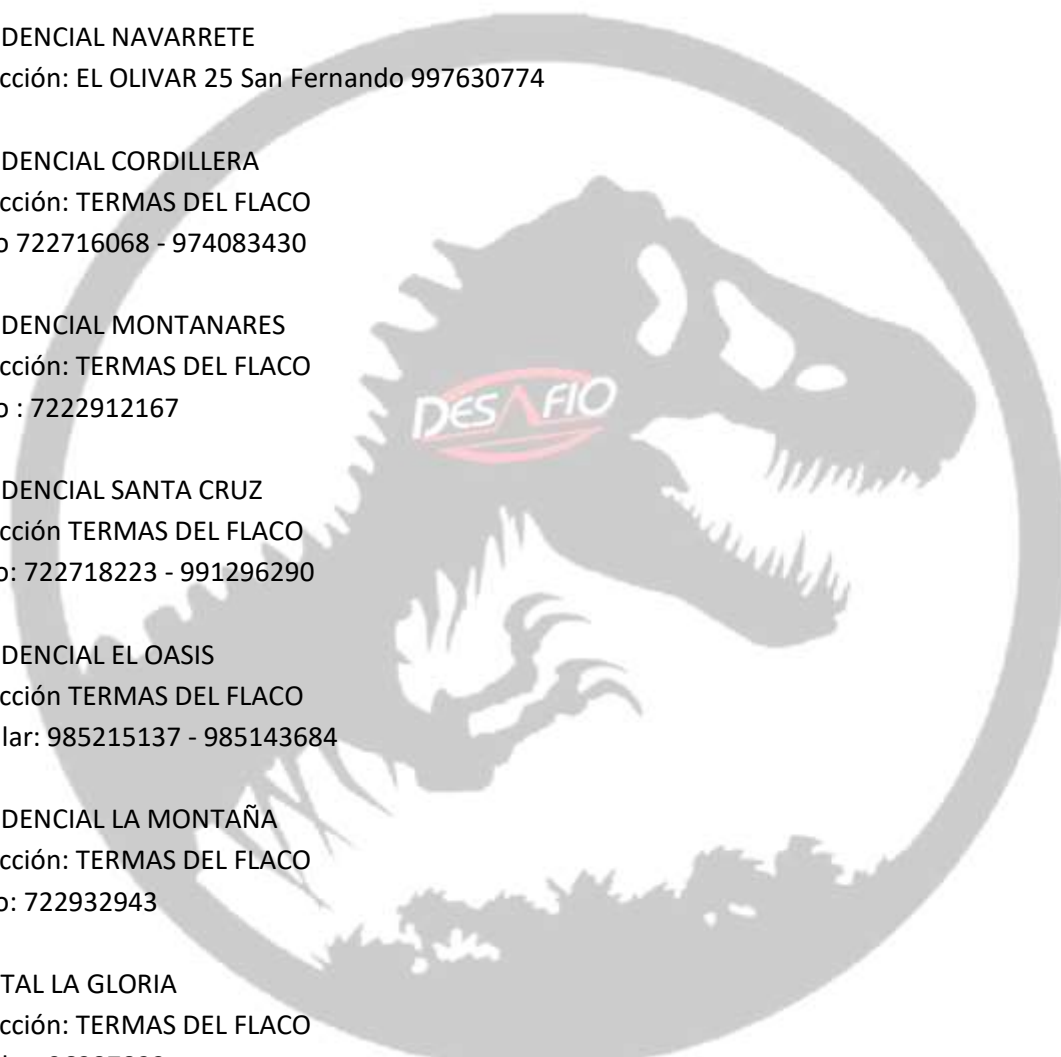 DENCIAL NAVARRETE
cción: EL OLIVAR 25 San Fernando 997630774
DENCIAL CORDILLERA
cción: TERMAS DEL FLACO
o 722716068 - 974083430
DENCIAL MONTANARES
cción: TERMAS DEL FLACO
o : 7222912167
DESAFIO
DENCIAL SANTA CRUZ
cción TERMAS DEL FLACO
o: 722718223 - 991296290
DENCIAL EL OASIS
cción TERMAS DEL FLACO
lar: 985215137 - 985143684
DENCIAL LA MONTAÑA
cción: TERMAS DEL FLACO
o: 722932943
TAL LA GLORIA
cción: TERMAS DEL FLACO